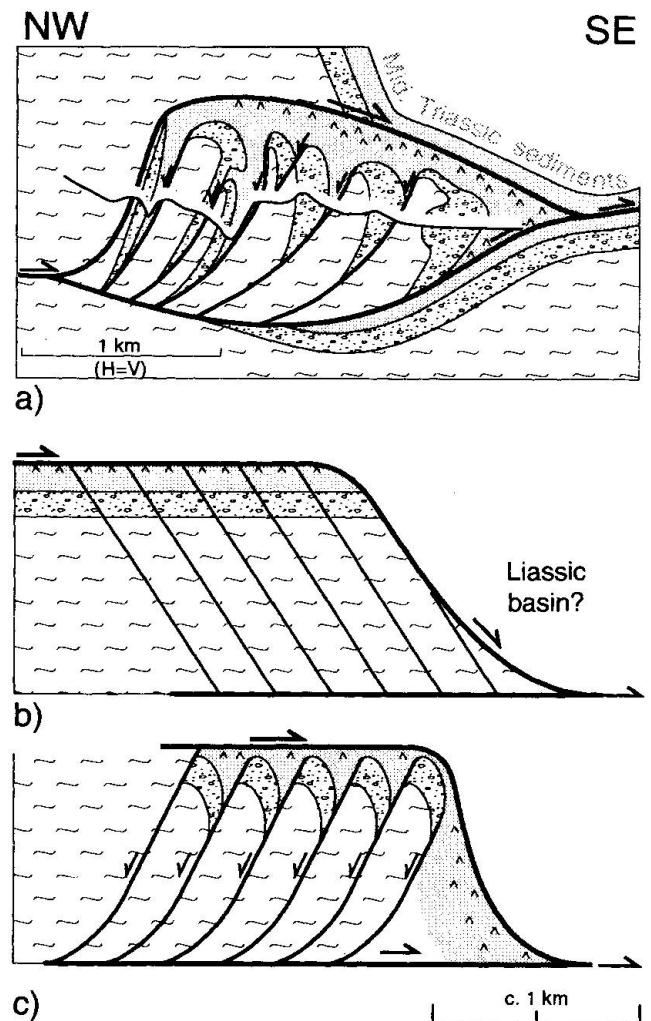 NW SE
Mid Triassic sediments
1 km
(H=V)
a)
Liassic
basin?
b)
c)
c. 1 km